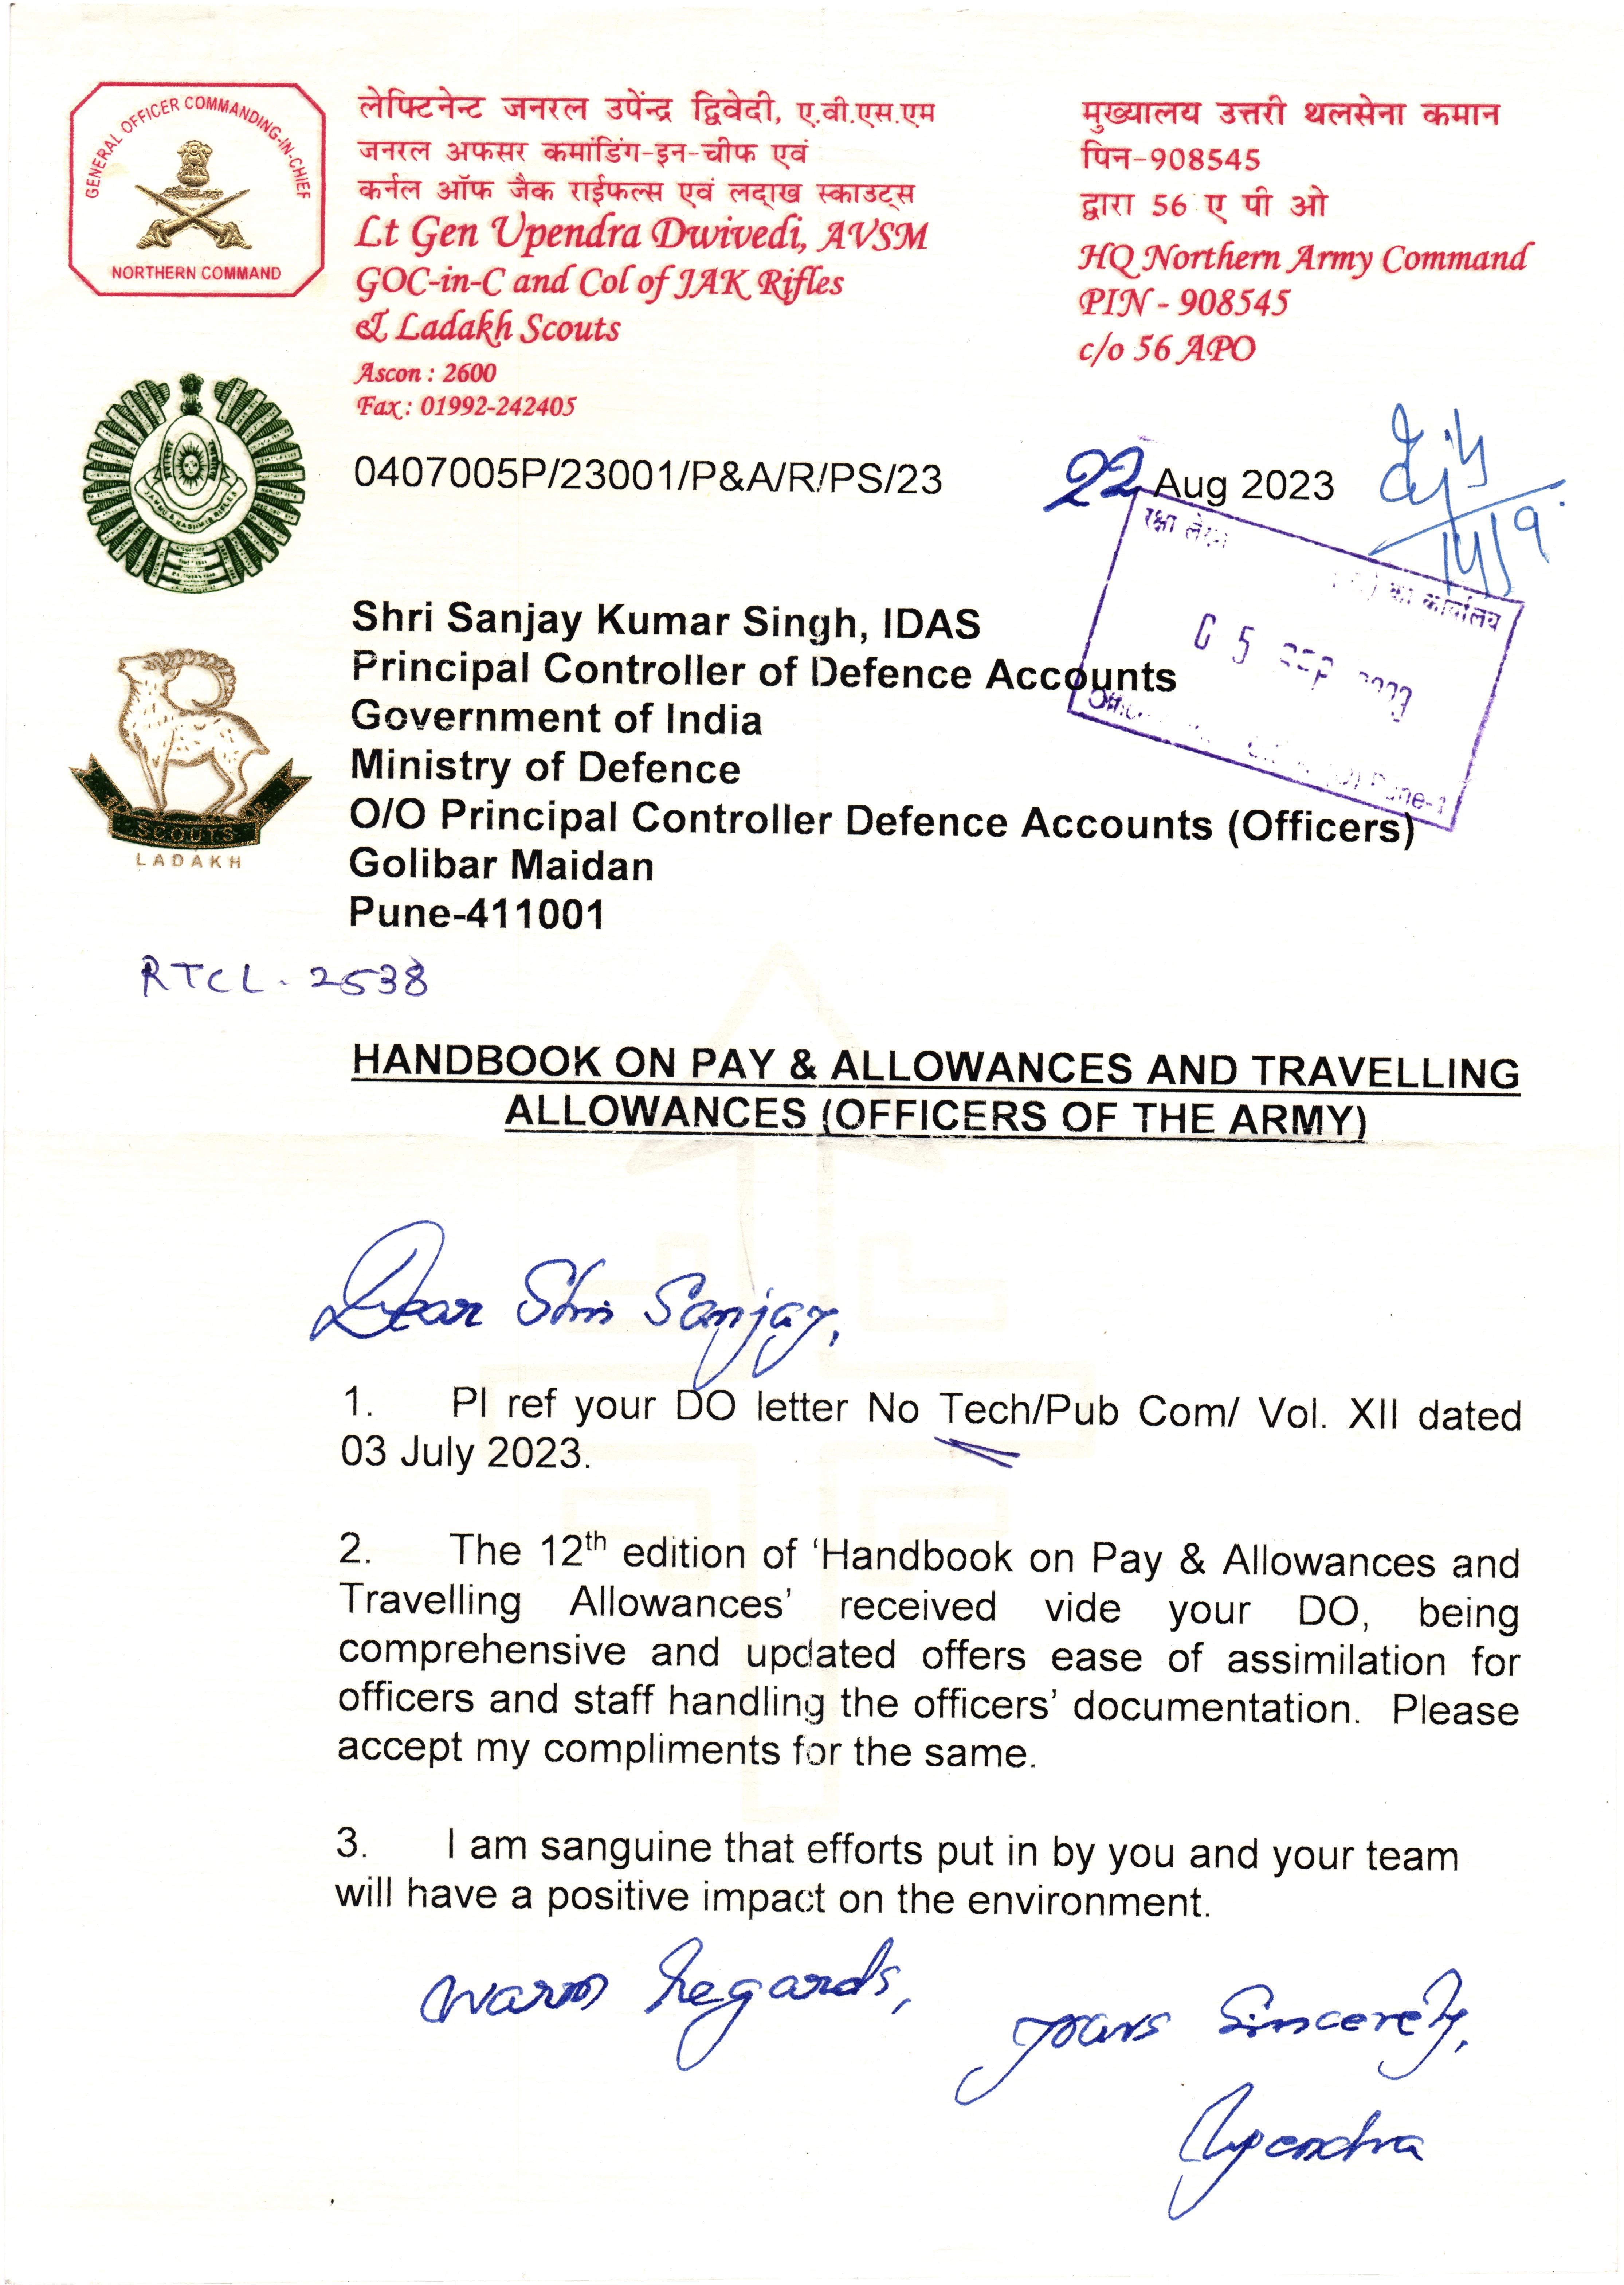 GENERAL OFFICER COMMANDING-IN-CHIEF
NORTHERN COMMAND
लेफ्टिनेन्ट जनरल उपेंन्द्र द्विवेदी, ए.वी.एस.एम
जनरल अफसर कमांडिंग-इन-चीफ एवं
कर्नल ऑफ जैक राईफल्स एवं लद्दाख स्काउट्स
Lt Gen Upendra Dwivedi, AVSM
GOC-in-C and Col of JAK Rifles
& Ladakh Scouts
Ascon : 2600
Fax : 01992-242405
मुख्यालय उत्तरी थलसेना कमान
पिन-908545
द्वारा 56 ए पी ओ
HQ Northern Army Command
PIN - 908545
c/o 56 APO
JAMMU & KASHMIR RIFLES
0407005P/23001/P&A/R/PS/23
22 Aug 2023
14/9
रक्षा लेखा
का कार्यालय
05 SEP 2023
Pune-1
Shri Sanjay Kumar Singh, IDAS
Principal Controller of Defence Accounts
Government of India
Ministry of Defence
O/O Principal Controller Defence Accounts (Officers)
Golibar Maidan
Pune-411001
SCOUTS
LADAKH
RTCL - 2538
HANDBOOK ON PAY & ALLOWANCES AND TRAVELLING
ALLOWANCES (OFFICERS OF THE ARMY)
Dear Shri Sanjay,
1. Pl ref your DO letter No Tech/Pub Com/ Vol. XII dated
03 July 2023.
2. The 12th edition of ‘Handbook on Pay & Allowances and
Travelling Allowances’ received vide your DO, being
comprehensive and updated offers ease of assimilation for
officers and staff handling the officers’ documentation. Please
accept my compliments for the same.
3. I am sanguine that efforts put in by you and your team
will have a positive impact on the environment.
Warm regards,
Yours Sincerely,
Upendra